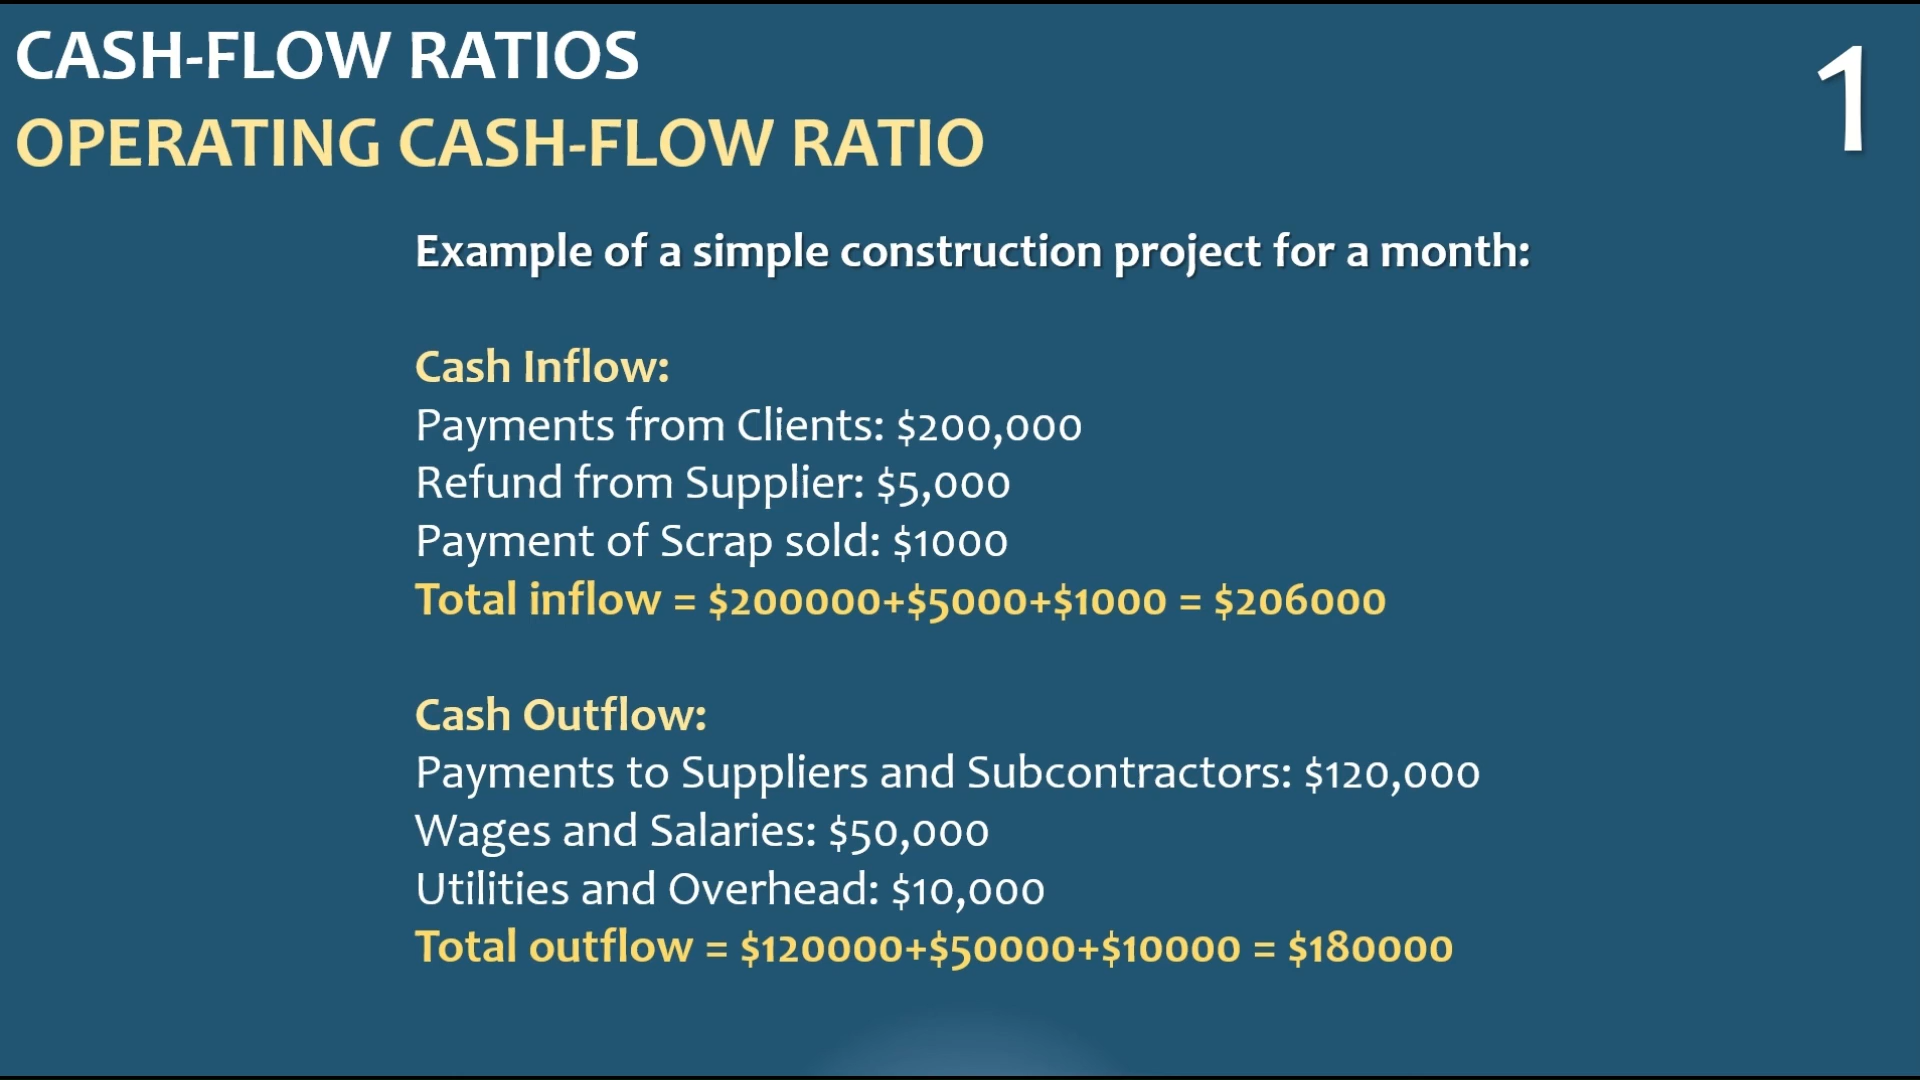 CASH-FLOW RATIOS
OPERATING CASH-FLOW RATIO
1
Example of a simple construction project for a month:
Cash Inflow:
Payments from Clients: $200,000
Refund from Supplier: $5,000
Payment of Scrap sold: $1000
Total inflow = $200000+$5000+$1000 = $206000
Cash Outflow:
Payments to Suppliers and Subcontractors: $120,000
Wages and Salaries: $50,000
Utilities and Overhead: $10,000
Total outflow = $120000+$50000+$10000 = $180000